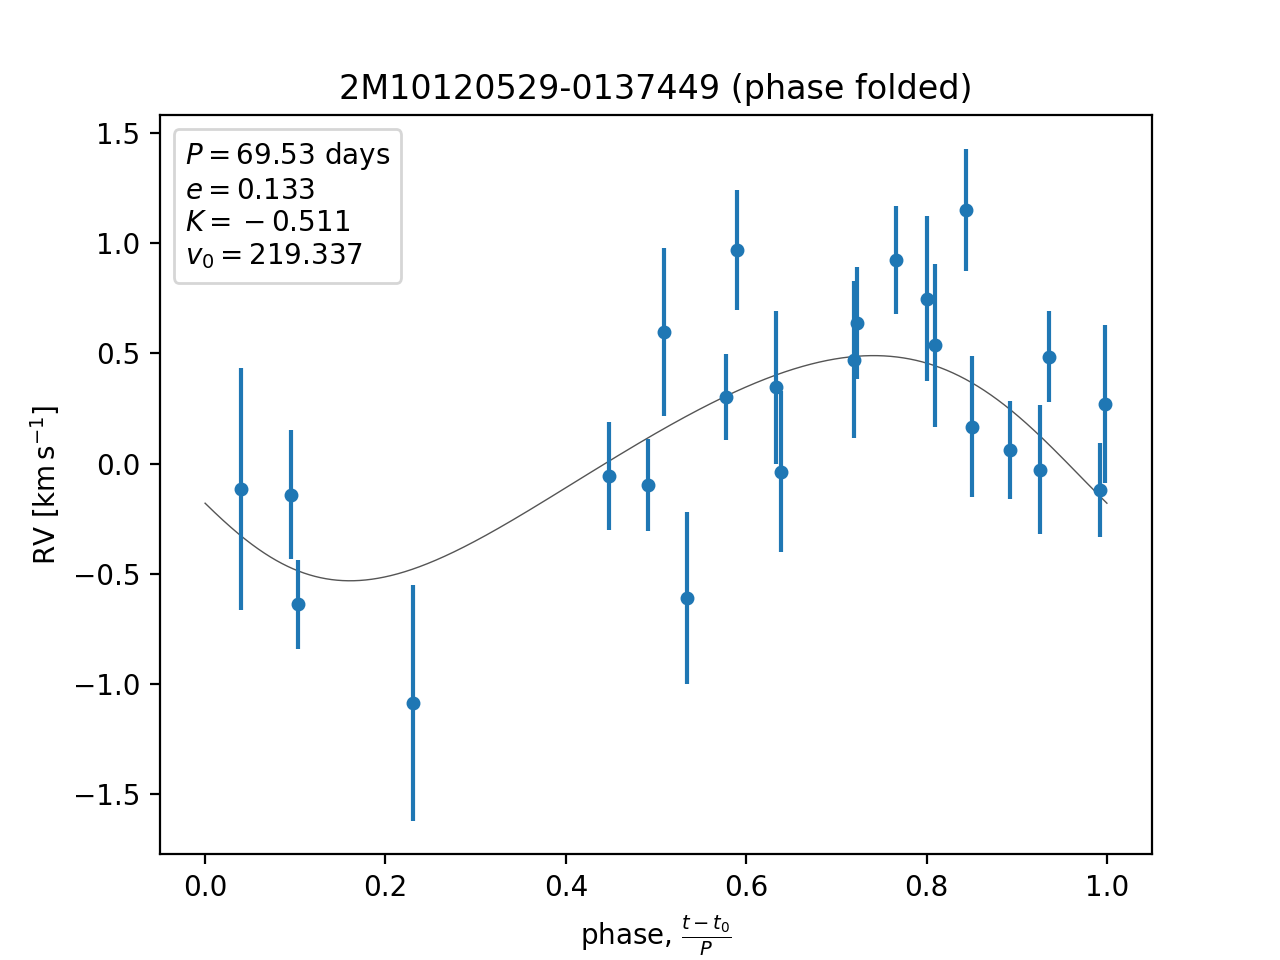 2M10120529-0137449 (phase folded)
P = 69.53 days
e = 0.133
K = −0.511
v₀ = 219.337
1.5
1.0
0.5
0.0
−0.5
−1.0
−1.5
RV [km s⁻¹]
0.0 0.2 0.4 0.6 0.8 1.0
phase, (t − t₀)/P